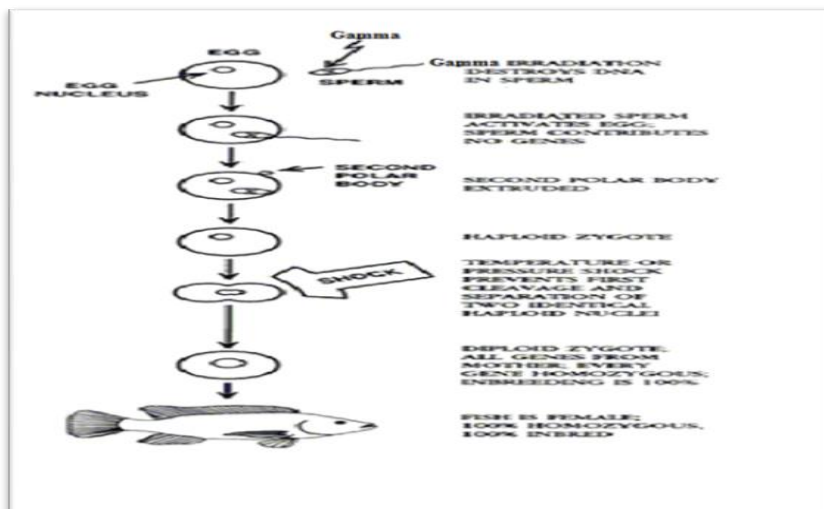 Gamma
EGG
Gamma IRRADIATION
DESTROYS DNA
IN SPERM
EGG
NUCLEUS
SPERM
IRRADIATED SPERM
ACTIVATES EGG;
SPERM CONTRIBUTES
NO GENES
SECOND
POLAR
BODY
SECOND POLAR BODY
EXTRUDED
HAPLOID ZYGOTE
SHOCK
TEMPERATURE OR
PRESSURE SHOCK
PREVENTS FIRST
CLEAVAGE AND
SEPARATION OF
TWO IDENTICAL
HAPLOID NUCLEI
DIPLOID ZYGOTE,
ALL GENES FROM
MOTHER; EVERY
GENE HOMOZYGOUS;
INBREEDING IS 100%
FISH IS FEMALE;
100% HOMOZYGOUS,
100% INBRED